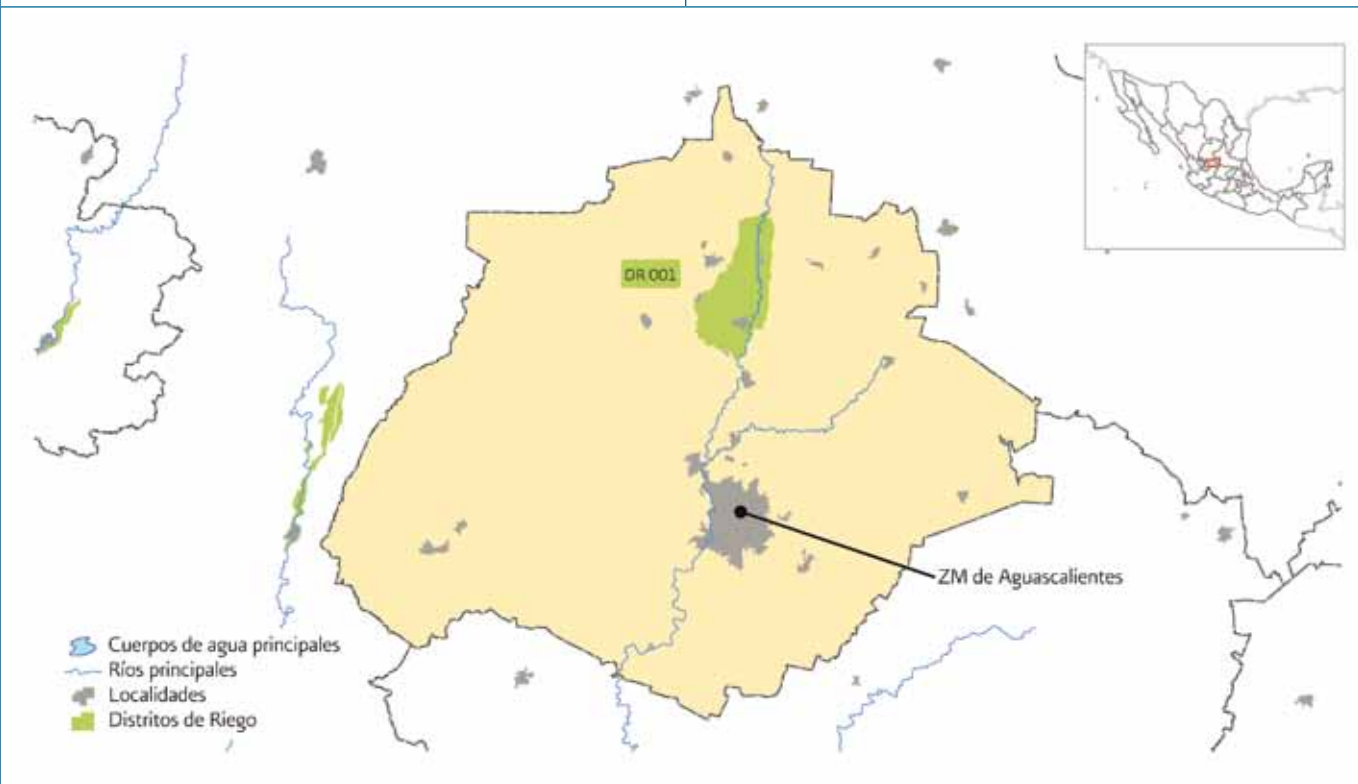 DR 001
ZM de Aguascalientes
Cuerpos de agua principales
Ríos principales
Localidades
Distritos de Riego